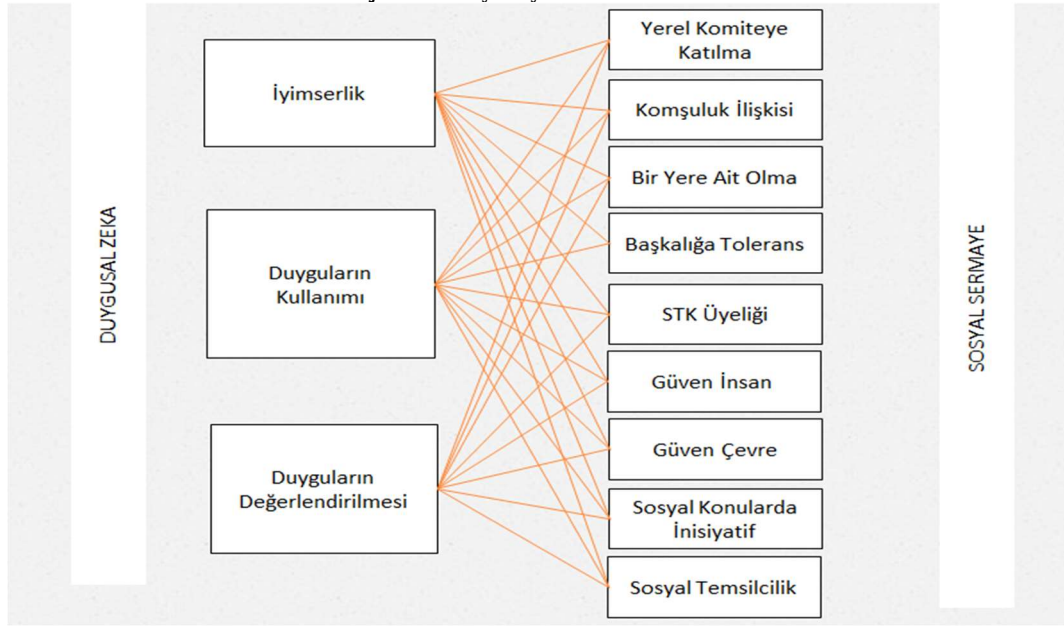 DUYGUSAL ZEKA
İyimserlik
Duyguların
Kullanımı
Duyguların
Değerlendirilmesi
Yerel Komiteye
Katılma
Komşuluk İlişkisi
Bir Yere Ait Olma
Başkalığa Tolerans
STK Üyeliği
Güven İnsan
Güven Çevre
Sosyal Konularda
İnisiyatif
Sosyal Temsilcilik
SOSYAL SERMAYE